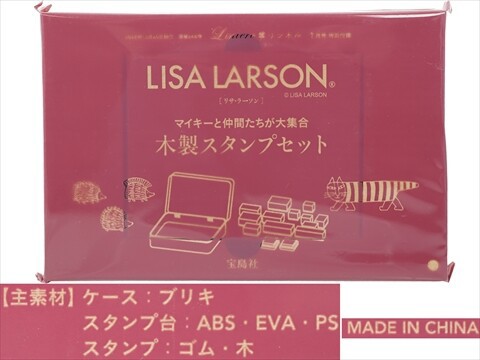 LISA LARSON®
© LISA LARSON
[リサ・ラーソン]
マイキーと仲間たちが大集合
木製スタンプセット
宝島社
【主素材】ケース：ブリキ
スタンプ台：ABS・EVA・PS
スタンプ：ゴム・木
MADE IN CHINA